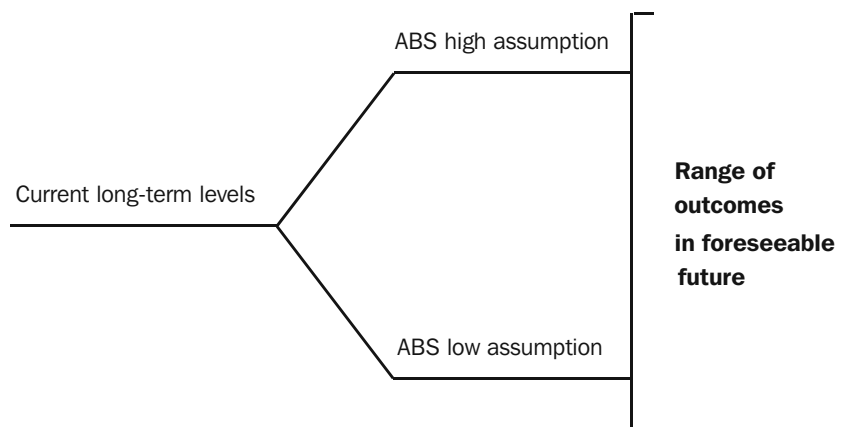 ABS high assumption
Current long-term levels
Range of
outcomes
in foreseeable
future
ABS low assumption